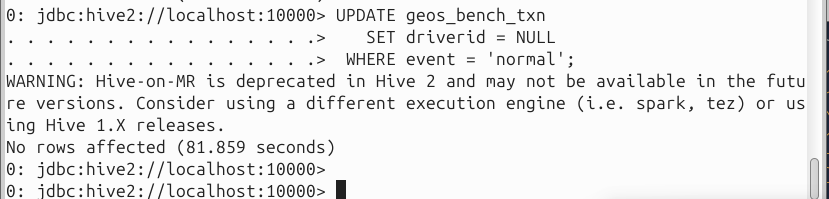 0: jdbc:hive2://localhost:10000> UPDATE geos_bench_txn
. . . . . . . . . . . . . . . .>    SET driverid = NULL
. . . . . . . . . . . . . . . .>  WHERE event = 'normal';
WARNING: Hive-on-MR is deprecated in Hive 2 and may not be available in the futu
re versions. Consider using a different execution engine (i.e. spark, tez) or us
ing Hive 1.X releases.
No rows affected (81.859 seconds)
0: jdbc:hive2://localhost:10000>
0: jdbc:hive2://localhost:10000>